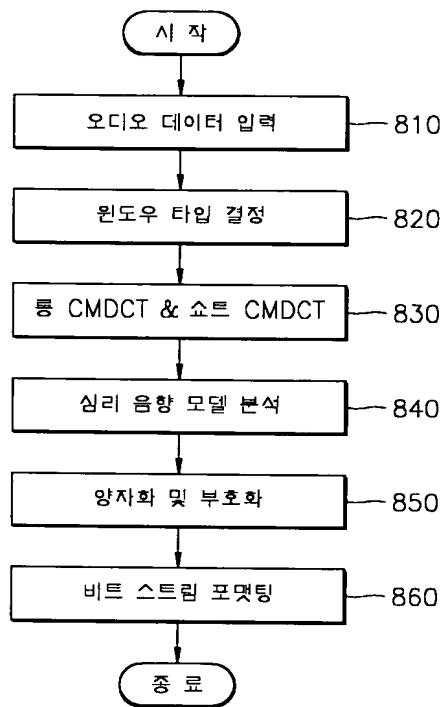 시 작
오디오 데이터 입력 810
윈도우 타입 결정 820
롱 CMDCT & 쇼트 CMDCT 830
심리 음향 모델 분석 840
양자화 및 부호화 850
비트 스트림 포맷팅 860
종 료